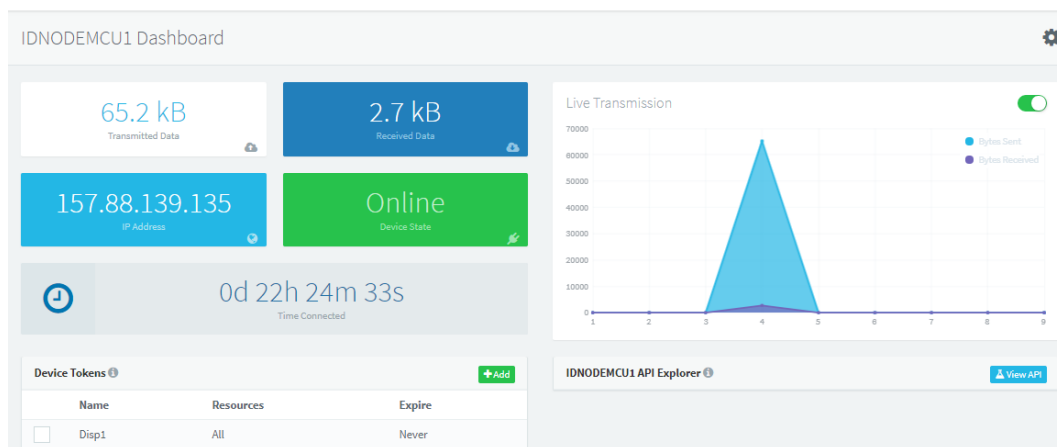 IDNODEMCU1 Dashboard
65.2 kB
Transmitted Data
2.7 kB
Received Data
157.88.139.135
IP Address
Online
Device State
0d 22h 24m 33s
Time Connected
Live Transmission
70000
60000
50000
40000
30000
20000
10000
0
1 2 3 4 5 6 7 8 9
Bytes Sent
Bytes Received
Device Tokens
Add
Name Resources Expire
Disp1 All Never
IDNODEMCU1 API Explorer
View API